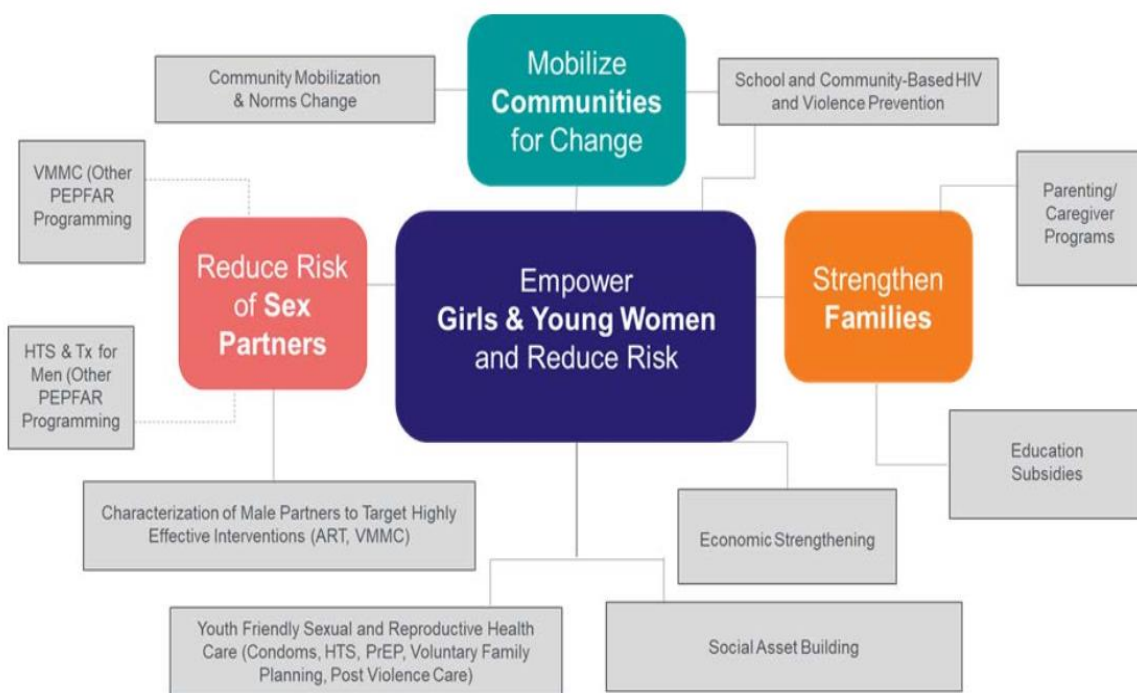 Mobilize
Communities
for Change
Community Mobilization
& Norms Change
School and Community-Based HIV
and Violence Prevention
VMMC (Other
PEPFAR
Programming
Parenting/
Caregiver
Programs
Reduce Risk
of Sex
Partners
Empower
Girls & Young Women
and Reduce Risk
Strengthen
Families
HTS & Tx for
Men (Other
PEPFAR
Programming
Education
Subsidies
Characterization of Male Partners to Target Highly
Effective Interventions (ART, VMMC)
Economic Strengthening
Youth Friendly Sexual and Reproductive Health
Care (Condoms, HTS, PrEP, Voluntary Family
Planning, Post Violence Care)
Social Asset Building